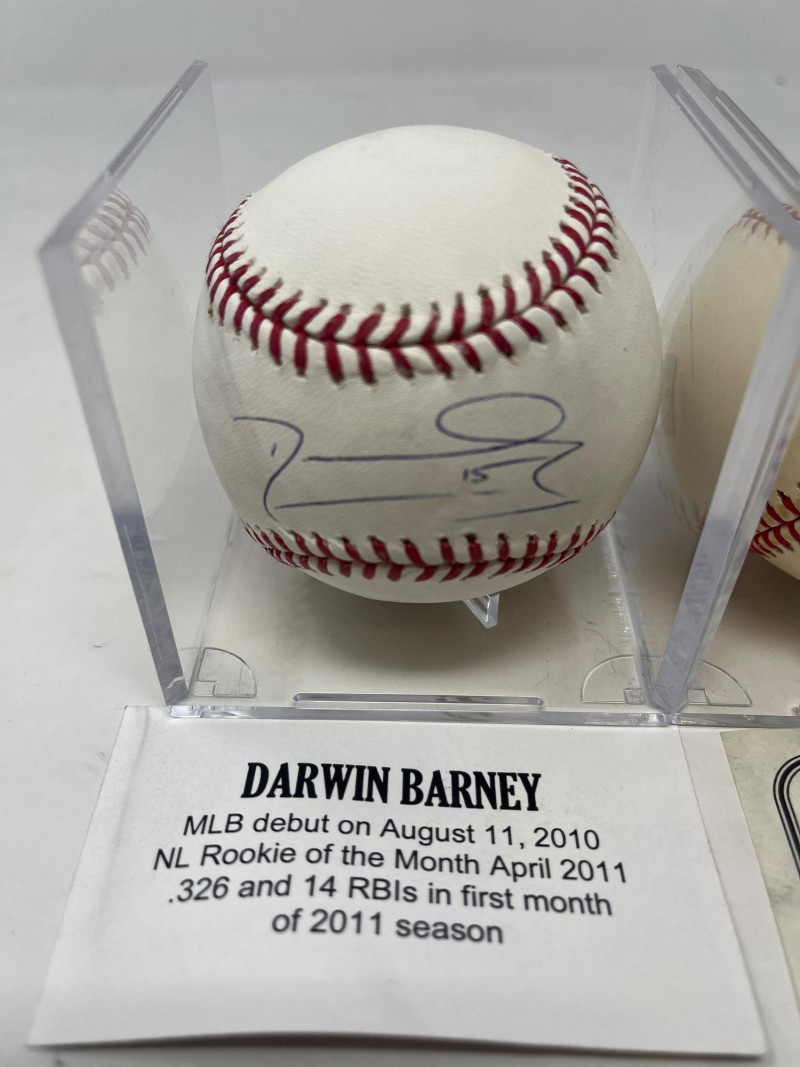 15
DARWIN BARNEY
MLB debut on August 11, 2010
NL Rookie of the Month April 2011
.326 and 14 RBIs in first month
of 2011 season